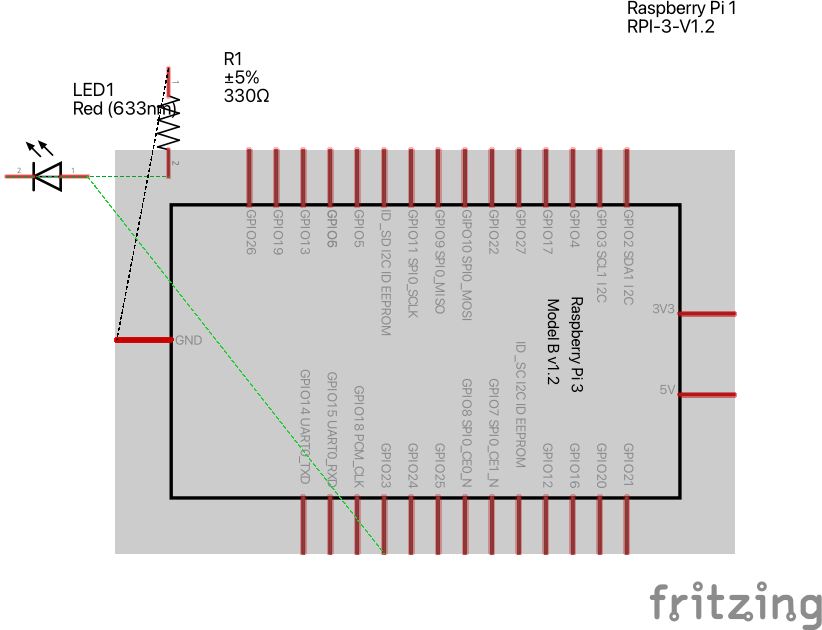 Raspberry Pi 1
RPI-3-V1.2
R1
±5%
330Ω
LED1
Red (633nm)
1
2
2
1
GPIO26
GPIO19
GPIO13
GPIO6
GPIO5
ID_SD I2C ID EEPROM
GPIO11 SPI0_SCLK
GPIO9 SPI0_MISO
GIPO10 SPI0_MOSI
GPIO22
GPIO27
GPIO17
GPIO4
GPIO3 SCL1 I2C
GPIO2 SDA1 I2C
3V3
Raspberry Pi 3
Model B v1.2
GND
5V
GPIO14 UART0_TXD
GPIO15 UART0_RXD
GPIO18 PCM_CLK
GPIO23
GPIO24
GPIO25
GPIO8 SPI0_CE0_N
GPIO7 SPI0_CE1_N
ID_SC I2C ID EEPROM
GPIO12
GPIO16
GPIO20
GPIO21
fritzing